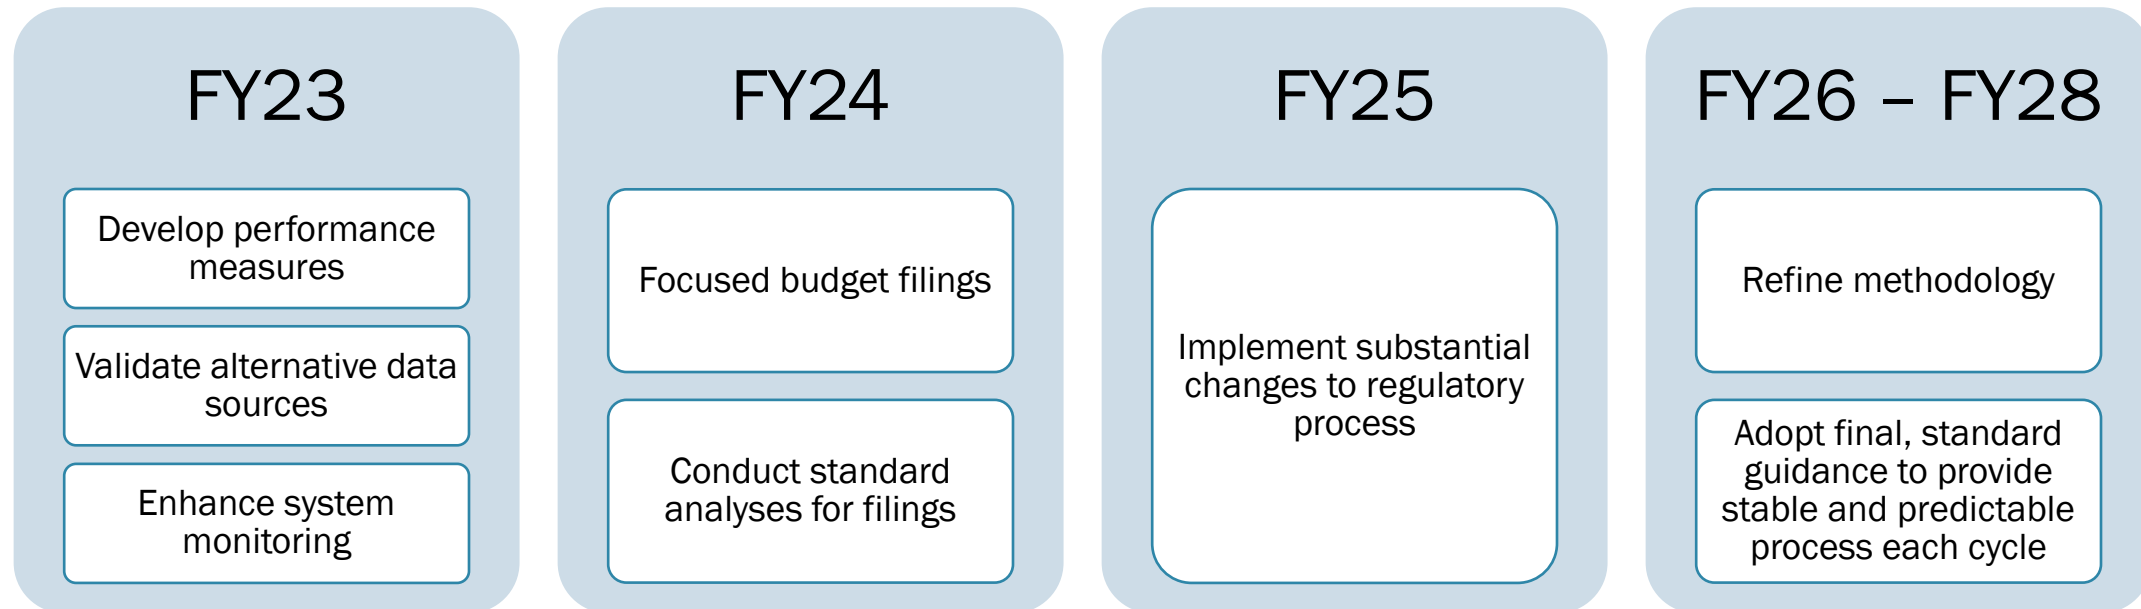 FY23
Develop performance
measures
Validate alternative data
sources
Enhance system
monitoring
FY24
Focused budget filings
Conduct standard
analyses for filings
FY25
Implement substantial
changes to regulatory
process
FY26 – FY28
Refine methodology
Adopt final, standard
guidance to provide
stable and predictable
process each cycle